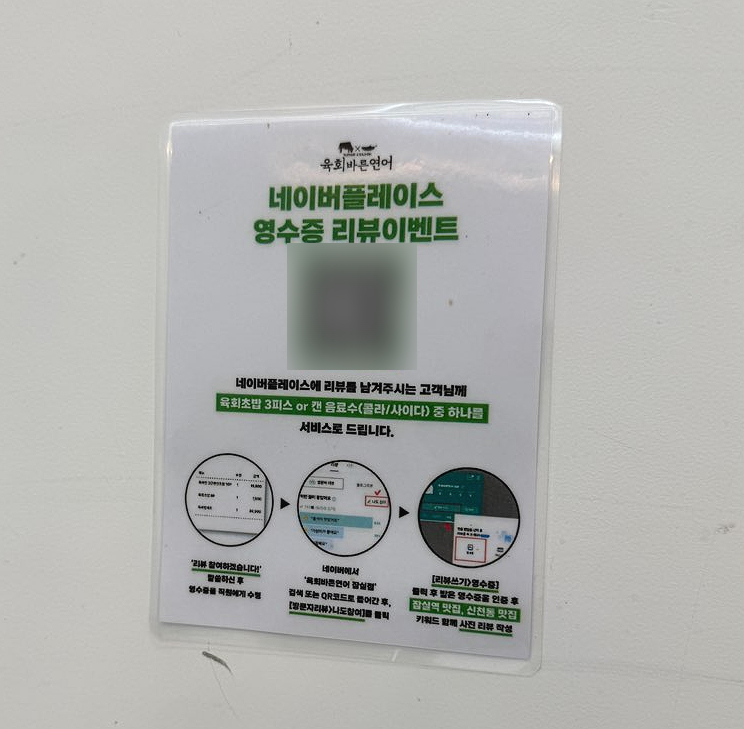 육회바른연어
네이버플레이스
영수증 리뷰이벤트
네이버플레이스에 리뷰를 남겨주시는 고객님께
육회초밥 3피스 or 캔 음료수(콜라/사이다) 중 하나를
서비스로 드립니다.
'리뷰 참여하겠습니다!'
말씀하신 후
영수증을 직원에게 수령
네이버에서
'육회바른연어 잠실점'
검색 또는 QR코드로 들어간 후,
[방문자리뷰>나도참여]를 클릭
[리뷰쓰기>영수증]
클릭 후 받은 영수증을 인증 후
잠실역 맛집, 신천동 맛집
키워드 함께 사진 리뷰 작성